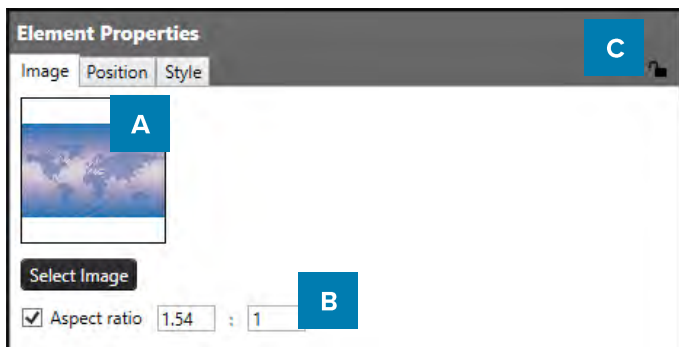 Element Properties
C
Image Position Style
A
Select Image
Aspect ratio 1.54 : 1
B